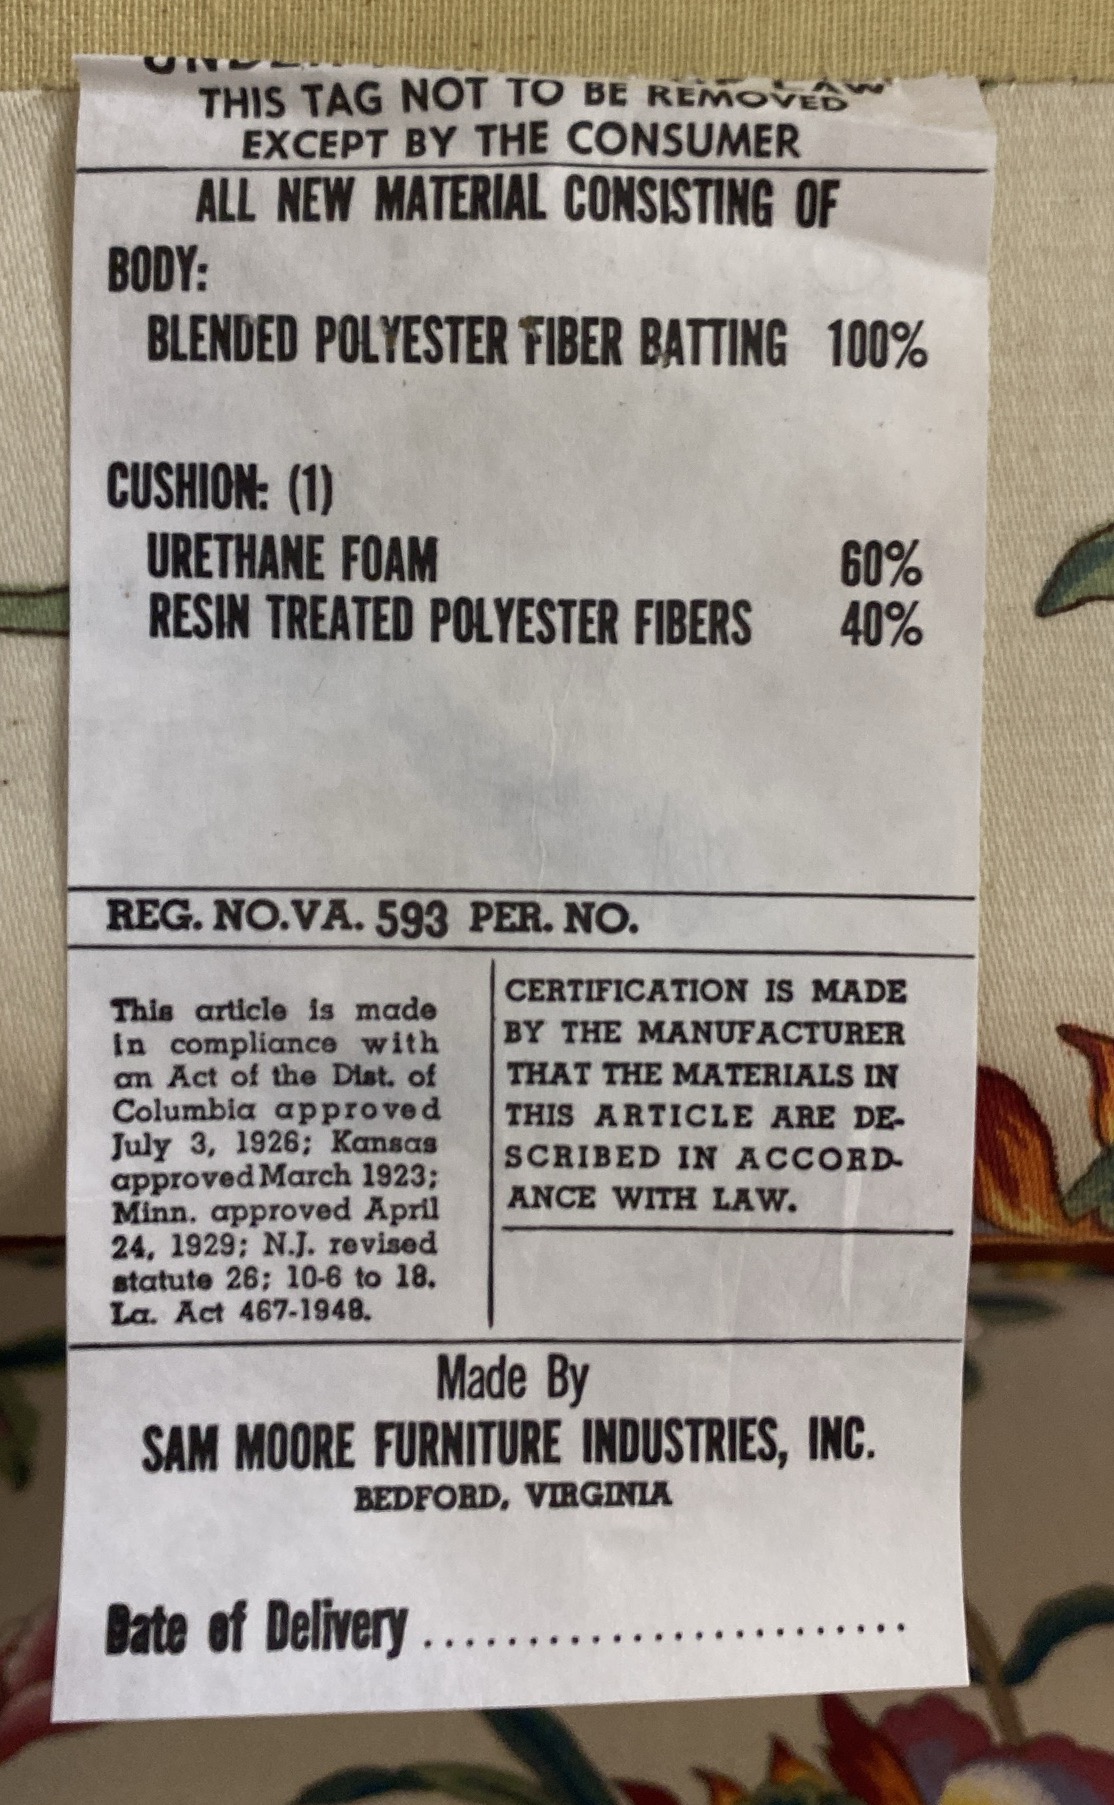 THIS TAG NOT TO BE REMOVED
EXCEPT BY THE CONSUMER
ALL NEW MATERIAL CONSISTING OF
BODY:
BLENDED POLYESTER FIBER BATTING 100%
CUSHION: (1)
URETHANE FOAM 60%
RESIN TREATED POLYESTER FIBERS 40%
REG. NO. VA. 593 PER. NO.
This article is made
in compliance with
an Act of the Dist. of
Columbia approved
July 3, 1926; Kansas
approved March 1923;
Minn. approved April
24, 1929; N.J. revised
statute 26; 10-6 to 18.
La. Act 467-1948.
CERTIFICATION IS MADE
BY THE MANUFACTURER
THAT THE MATERIALS IN
THIS ARTICLE ARE DE-
SCRIBED IN ACCORD-
ANCE WITH LAW.
Made By
SAM MOORE FURNITURE INDUSTRIES, INC.
BEDFORD, VIRGINIA
Date of Delivery ........................